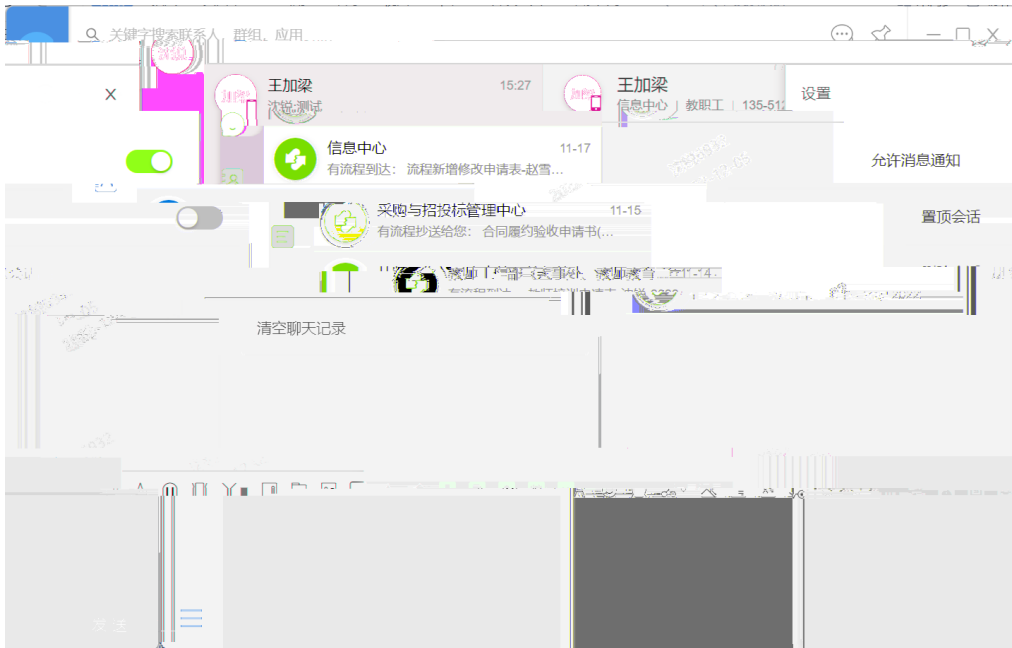 关键字搜索联系人、群组、应用
王加梁 15:27
沈锐:测试
王加梁
信息中心 | 教职工 | 135-512
X 设置
信息中心 11-17
有流程到达： 流程新增修改申请表-赵雪...
允许消息通知
采购与招投标管理中心 11-15
有流程抄送给您： 合同履约验收申请书(...
置顶会话
11-14
清空聊天记录
发 送